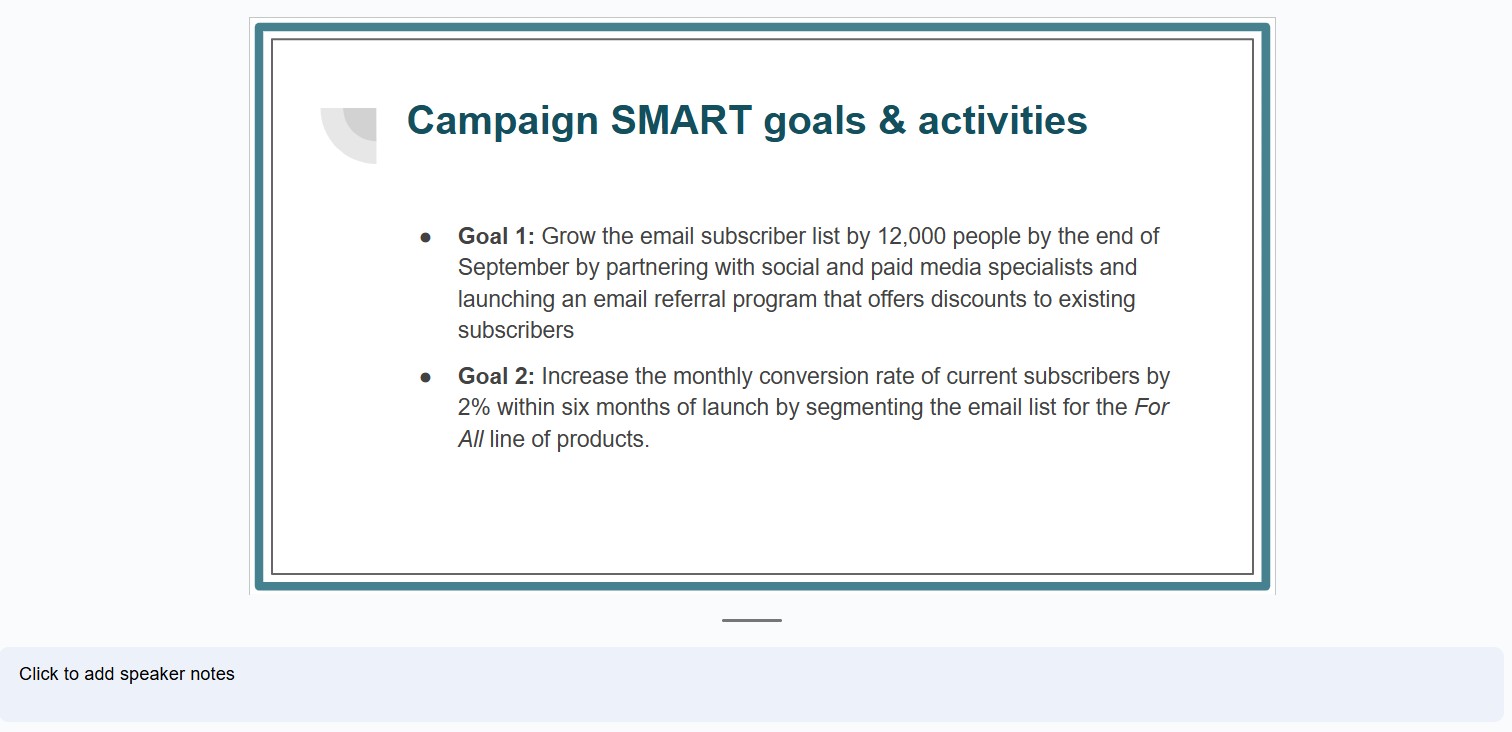 Campaign SMART goals & activities
● Goal 1: Grow the email subscriber list by 12,000 people by the end of
September by partnering with social and paid media specialists and
launching an email referral program that offers discounts to existing
subscribers
● Goal 2: Increase the monthly conversion rate of current subscribers by
2% within six months of launch by segmenting the email list for the For
All line of products.
Click to add speaker notes